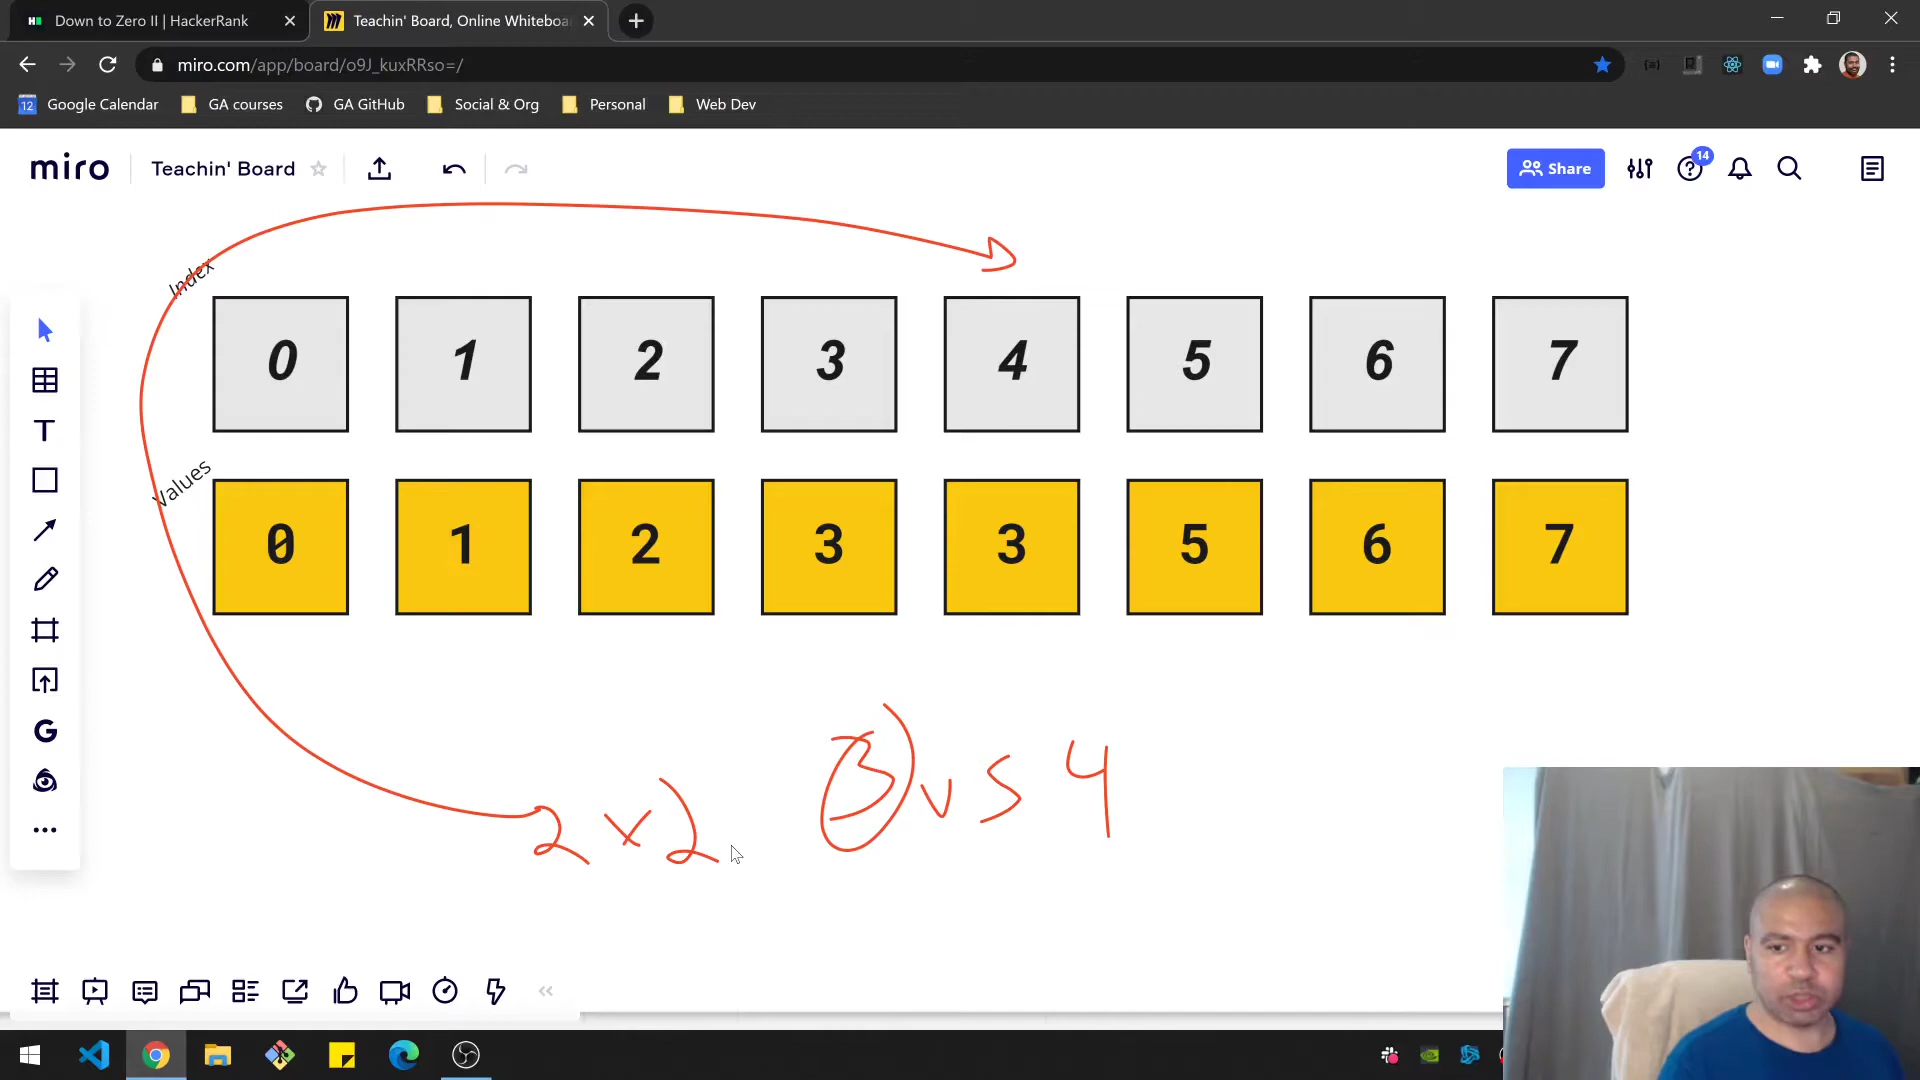 Down to Zero II | HackerRank
Teachin' Board, Online Whiteboa
miro.com/app/board/o9J_kuxRRso=/
12 Google Calendar GA courses GA GitHub Social & Org Personal Web Dev
miro Teachin' Board Share 14
Index
0 1 2 3 4 5 6 7
Values
0 1 2 3 3 5 6 7
2 x 2 3 vs 4